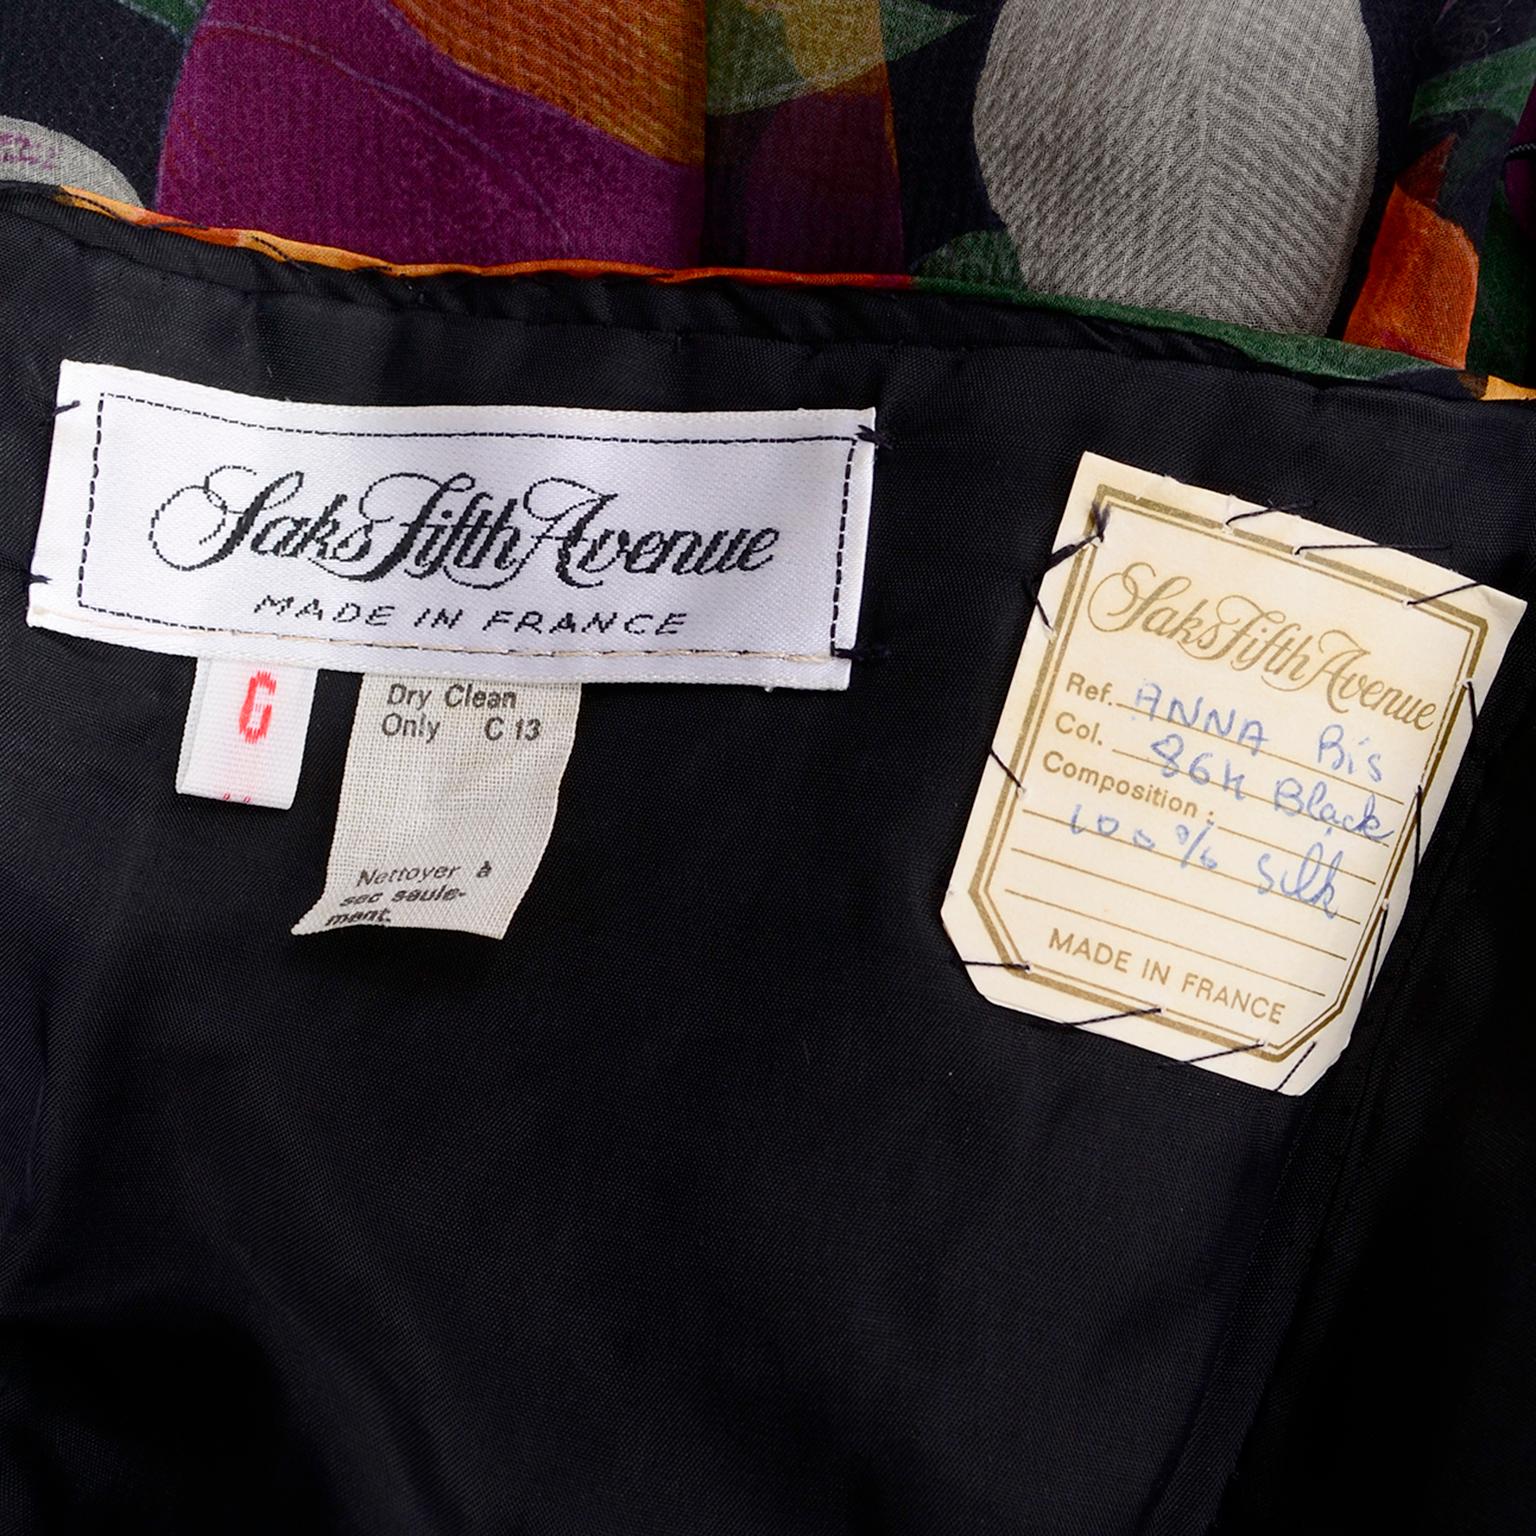 Saks Fifth Avenue
MADE IN FRANCE
G
Dry Clean
Only C 13
Nettoyer à
sec seule-
ment.
Saks Fifth Avenue
Ref. ANNA Bis
Col. 86H Black
Composition :
100% Silk
MADE IN FRANCE